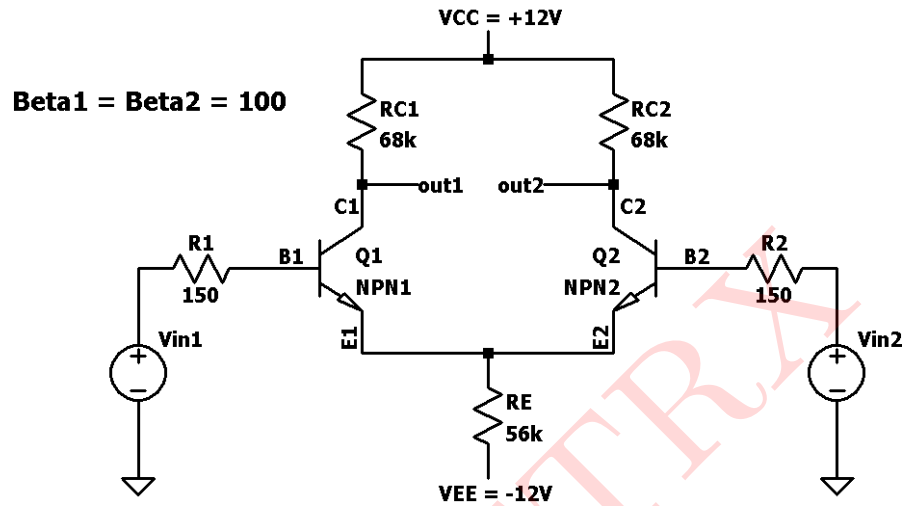 VCC = +12V
Beta1 = Beta2 = 100
RC1
68k
RC2
68k
out1
out2
C1
C2
R1
150
B1
Q1
NPN1
Q2
NPN2
B2
R2
150
E1
E2
Vin1
Vin2
RE
56k
VEE = -12V